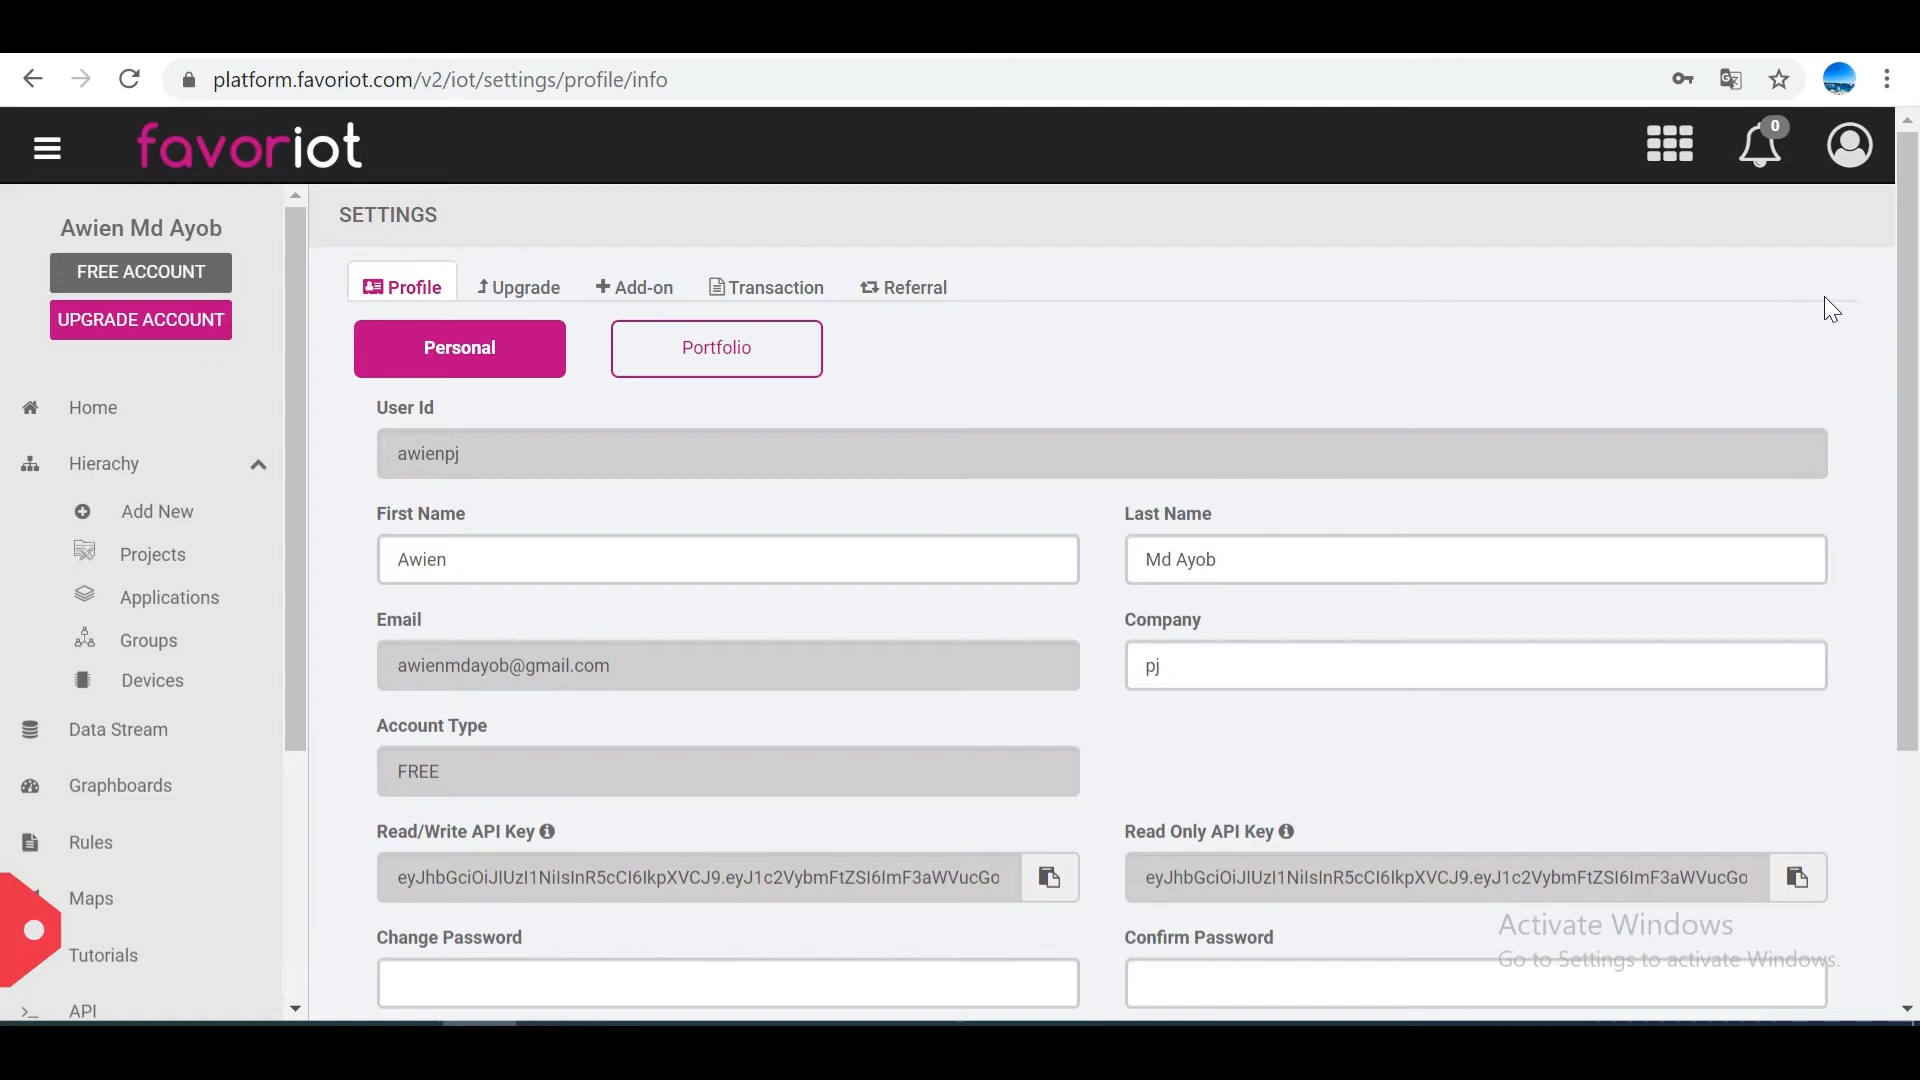 platform.favoriot.com/v2/iot/settings/profile/info
favoriot
0
Awien Md Ayob
FREE ACCOUNT
UPGRADE ACCOUNT
Home
Hierachy
Add New
Projects
Applications
Groups
Devices
Data Stream
Graphboards
Rules
Maps
Tutorials
API
SETTINGS
Profile
Upgrade
Add-on
Transaction
Referral
Personal
Portfolio
User Id
awienpj
First Name
Last Name
Awien
Md Ayob
Email
Company
awienmdayob@gmail.com
pj
Account Type
FREE
Read/Write API Key
Read Only API Key
eyJhbGciOiJIUzI1NiIsInR5cCI6IkpXVCJ9.eyJ1c2VybmFtZSI6ImF3aWVucGo
eyJhbGciOiJIUzI1NiIsInR5cCI6IkpXVCJ9.eyJ1c2VybmFtZSI6ImF3aWVucGo
Change Password
Confirm Password
Activate Windows
Go to Settings to activate Windows.